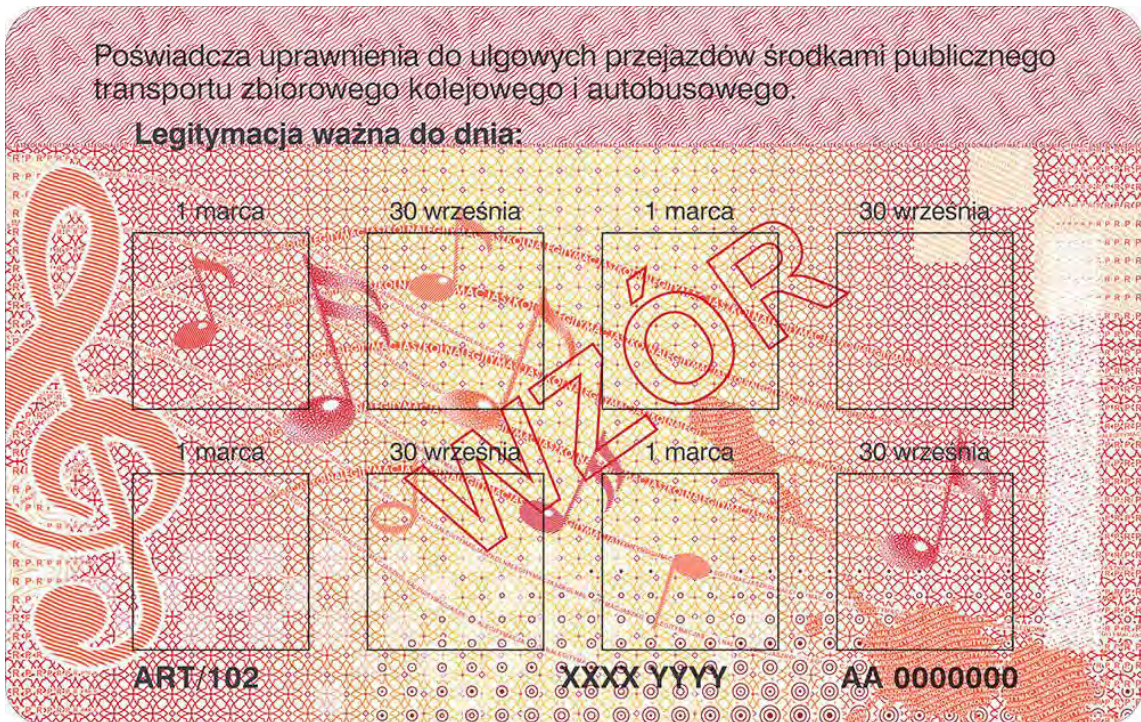 Poświadcza uprawnienia do ulgowych przejazdów środkami publicznego
transportu zbiorowego kolejowego i autobusowego.
Legitymacja ważna do dnia:
1 marca 30 września 1 marca 30 września
WZÓR
1 marca 30 września 1 marca 30 września
ART/102 XXXX YYYY AA 0000000